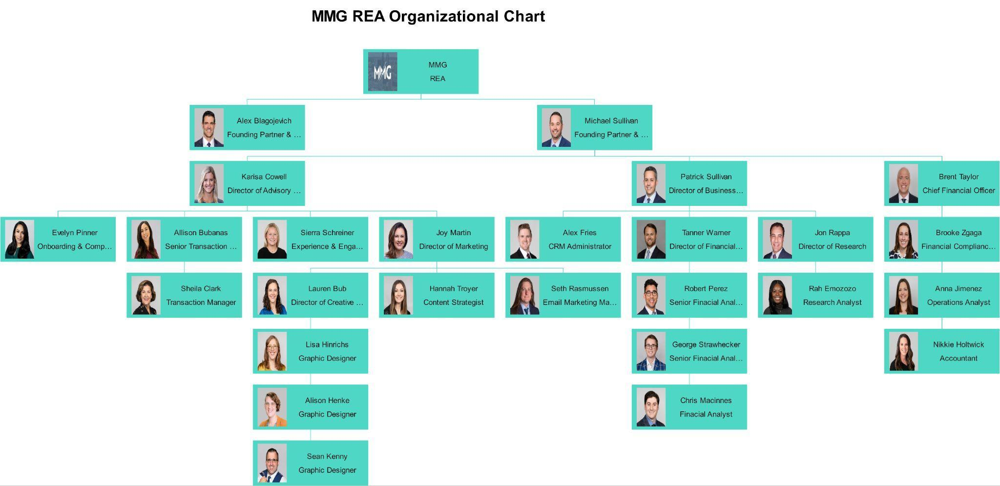 MMG REA Organizational Chart
MMG
MMG
REA
Alex Blagojevich
Founding Partner & …
Michael Sullivan
Founding Partner & …
Karisa Cowell
Director of Advisory …
Patrick Sullivan
Director of Business…
Brent Taylor
Chief Financial Officer
Evelyn Pinner
Onboarding & Comp…
Allison Bubanas
Senior Transaction …
Sierra Schreiner
Experience & Enga…
Joy Martin
Director of Marketing
Alex Fries
CRM Administrator
Tanner Warner
Director of Financial…
Jon Rappa
Director of Research
Brooke Zgaga
Financial Complianc…
Sheila Clark
Transaction Manager
Lauren Bub
Director of Creative …
Hannah Troyer
Content Strategist
Seth Rasmussen
Email Marketing Ma…
Robert Perez
Senior Finacial Anal…
Rah Emozozo
Research Analyst
Anna Jimenez
Operations Analyst
Lisa Hinrichs
Graphic Designer
George Strawhecker
Senior Finacial Anal…
Nikkie Holtwick
Accountant
Alison Henke
Graphic Designer
Chris Macinnes
Finacial Analyst
Sean Kenny
Graphic Designer